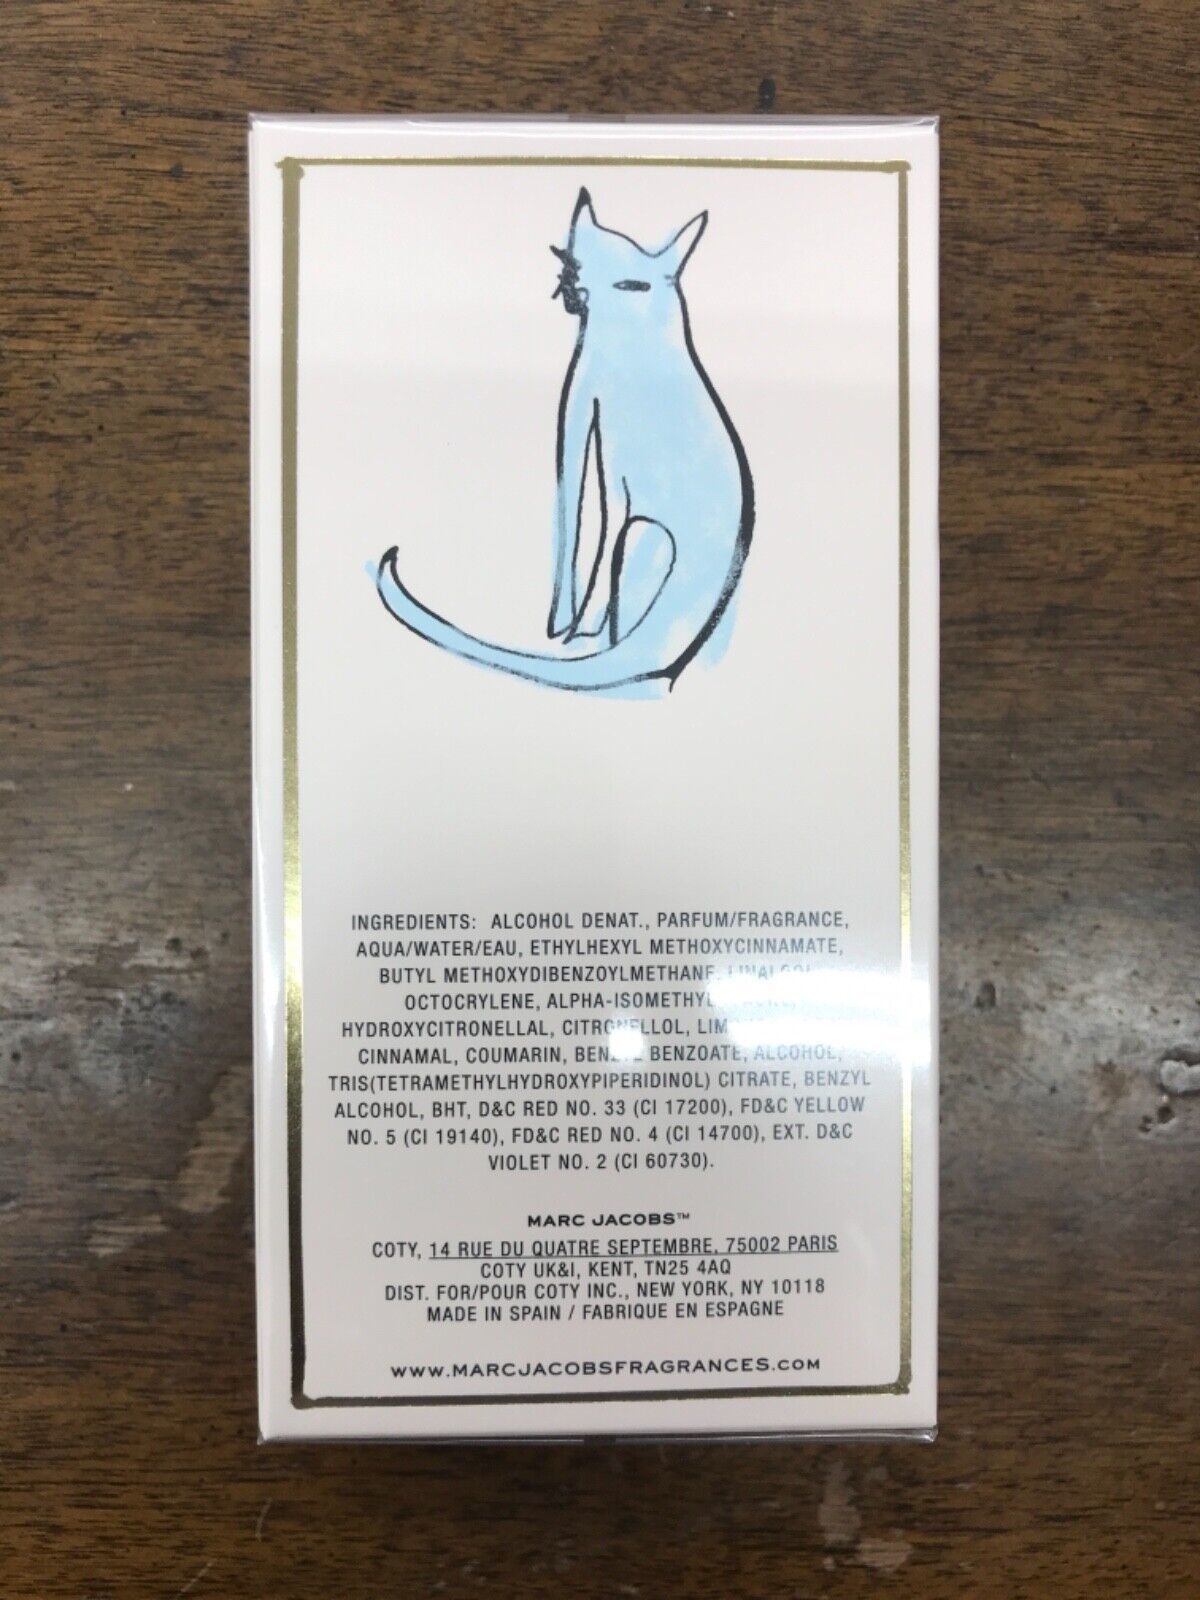 INGREDIENTS: ALCOHOL DENAT., PARFUM/FRAGRANCE,
AQUA/WATER/EAU, ETHYLHEXYL METHOXYCINNAMATE,
BUTYL METHOXYDIBENZOYLMETHANE, LINALOOL,
OCTOCRYLENE,
HYDROXYCITRONELLAL, CITRONELLOL,
CINNAMAL, COUMARIN, BENZYL BENZOATE, ALCOHOL,
TRIS(TETRAMETHYLHYDROXYPIPERIDINOL) CITRATE, BENZYL
ALCOHOL, BHT, D&C RED NO. 33 (CI 17200), FD&C YELLOW
NO. 5 (CI 19140), FD&C RED NO. 4 (CI 14700), EXT. D&C
VIOLET NO. 2 (CI 60730).
MARC JACOBS™
COTY, 14 RUE DU QUATRE SEPTEMBRE, 75002 PARIS
COTY UK&I, KENT, TN25 4AQ
DIST. FOR/POUR COTY INC., NEW YORK, NY 10118
MADE IN SPAIN / FABRIQUE EN ESPAGNE
WWW.MARCJACOBSFRAGRANCES.COM